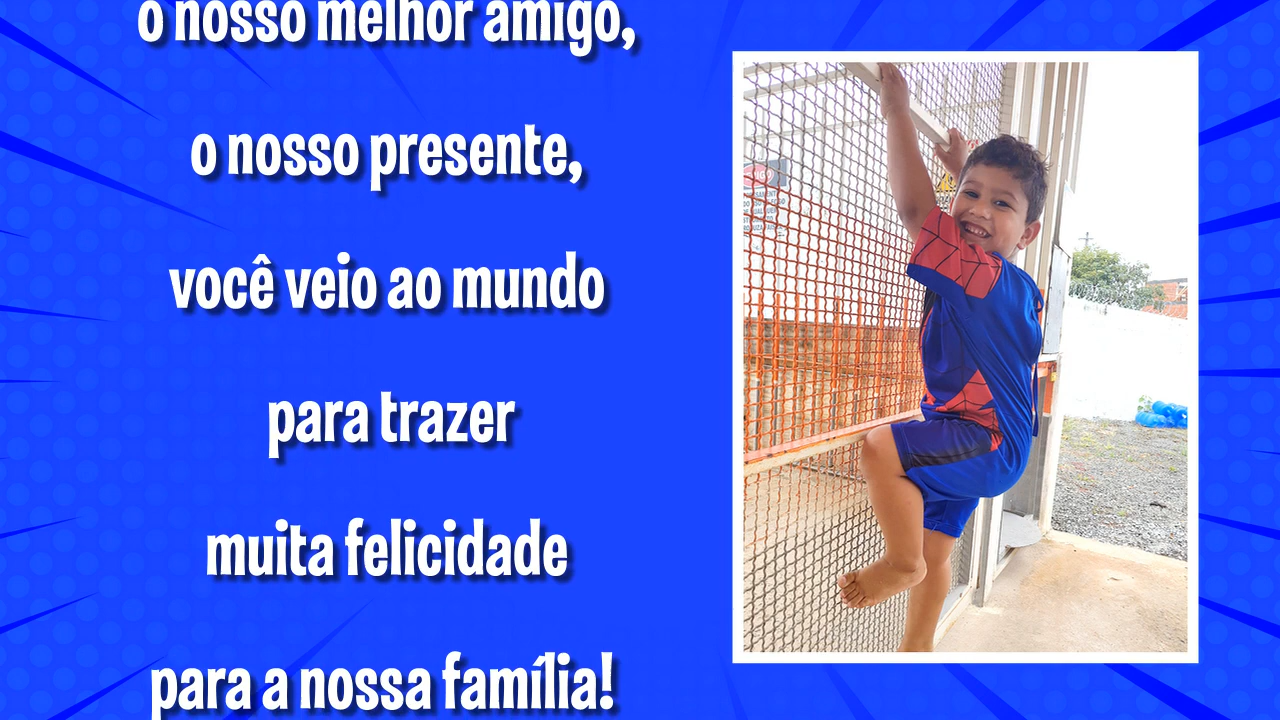 o nosso melhor amigo,
o nosso presente,
você veio ao mundo
para trazer
muita felicidade
para a nossa família!